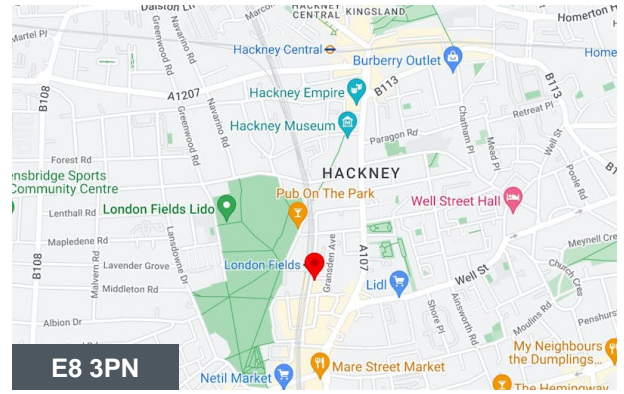 Dalston Ln
HACKNEY
CENTRAL
KINGSLAND
Homerton H
Martel Pl
Greenwood Rd
Navarino Rd
Marco
Hackney Central
Burberry Outlet
Home
B108
A1207
Hackney Empire
B113
B113
Greenwood Rd
Navarino Rd
Hackney Museum
Paragon Rd
Chatham Pl
Mead Pl
Retreat Pl
Well St
Forest Rd
HACKNEY
Poole Rd
B1
ensbridge Sports
Community Centre
Pub On The Park
Well Street Hall
Lenthall Rd
London Fields Lido
Mapledene Rd
Lansdowne Dr
A107
Meynell Cre
B108
Malvern Rd
Lavender Grove
London Fields
Gransden Ave
Well St
Church Cres
Middleton Rd
Lidl
Shore Pl
Ainsworth Rd
Moulins Rd
Penshurs
Albion Dr
My Neighbours
the Dumplings...
E8 3PN
Netil Market
Mare Street Market
The Hemingway